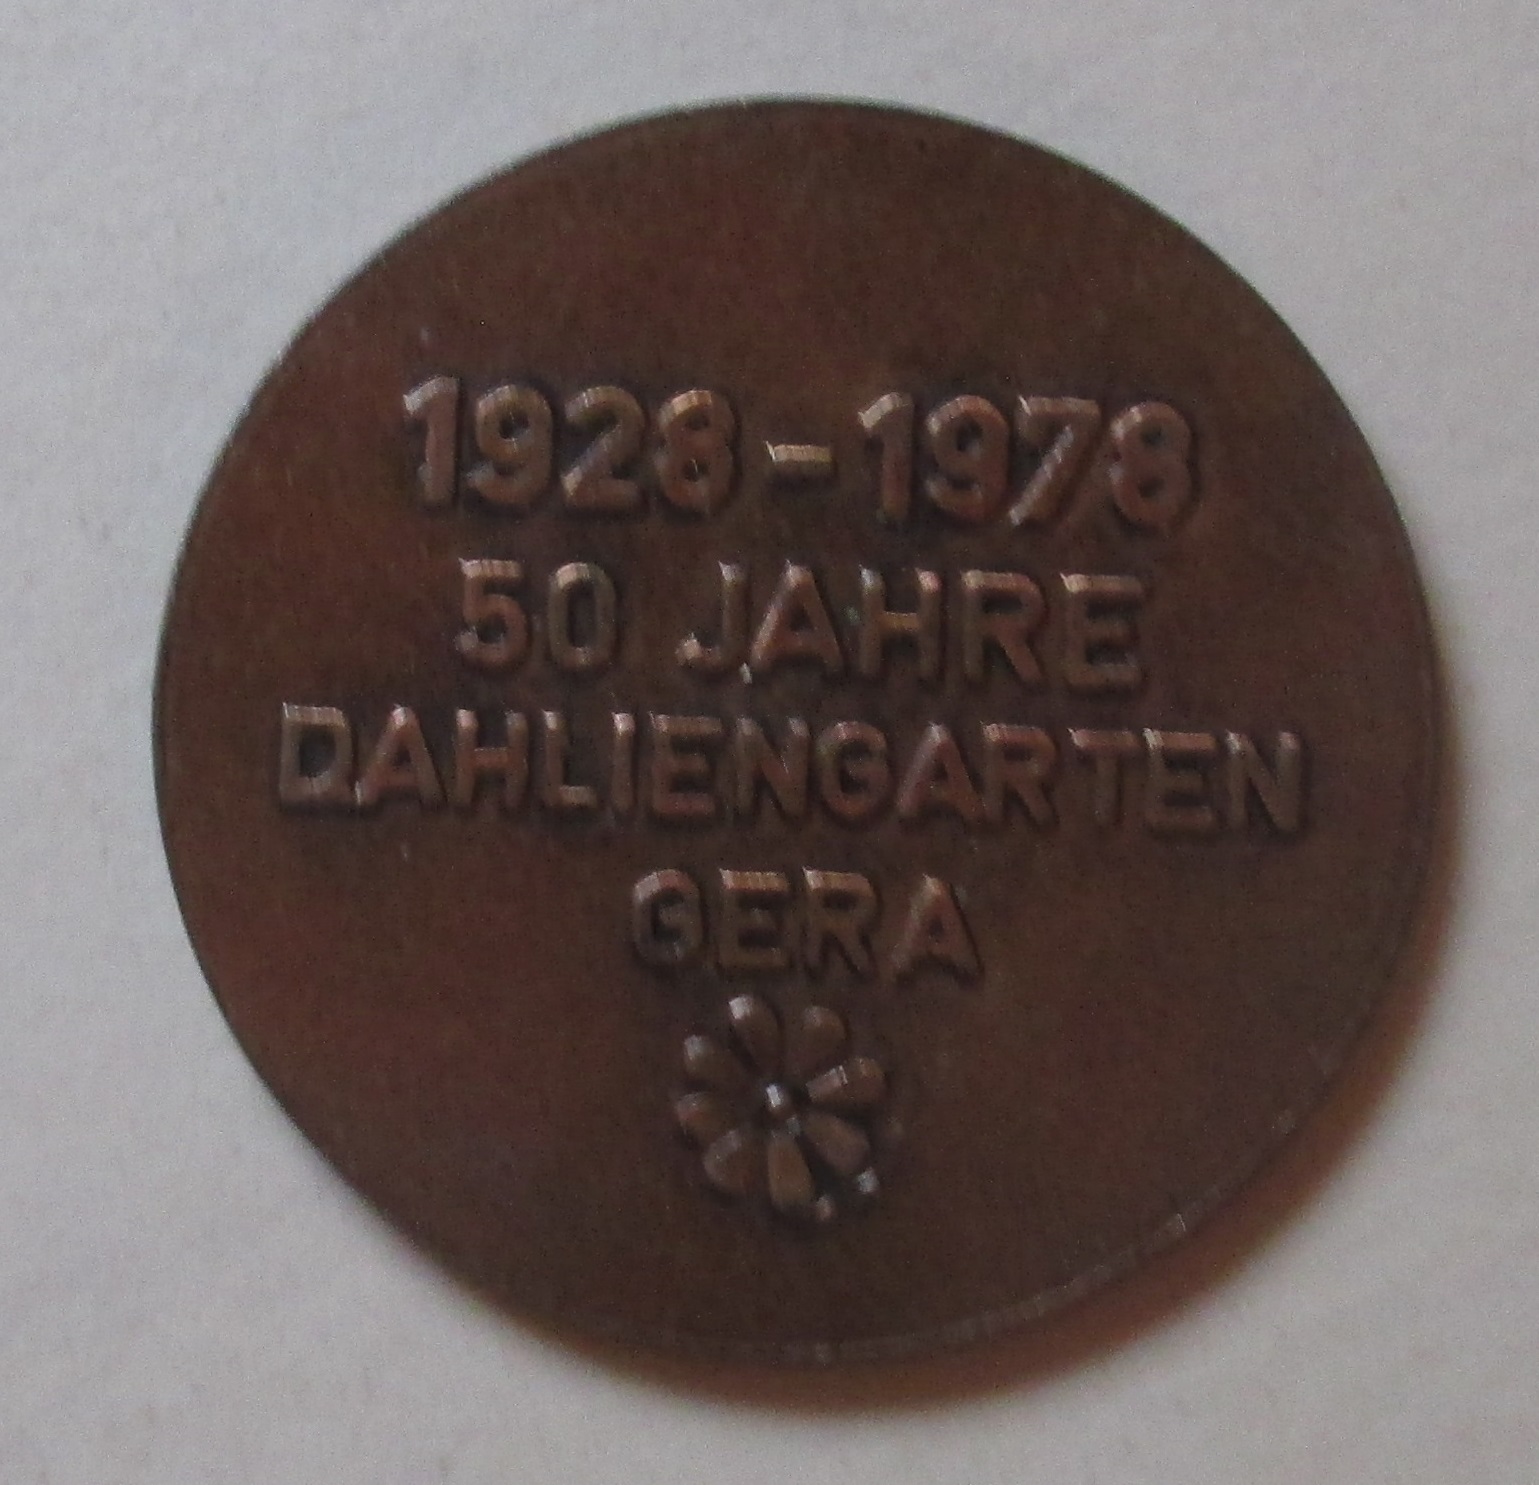 1928 – 1978
50 JAHRE
DAHLIENGARTEN
GERA